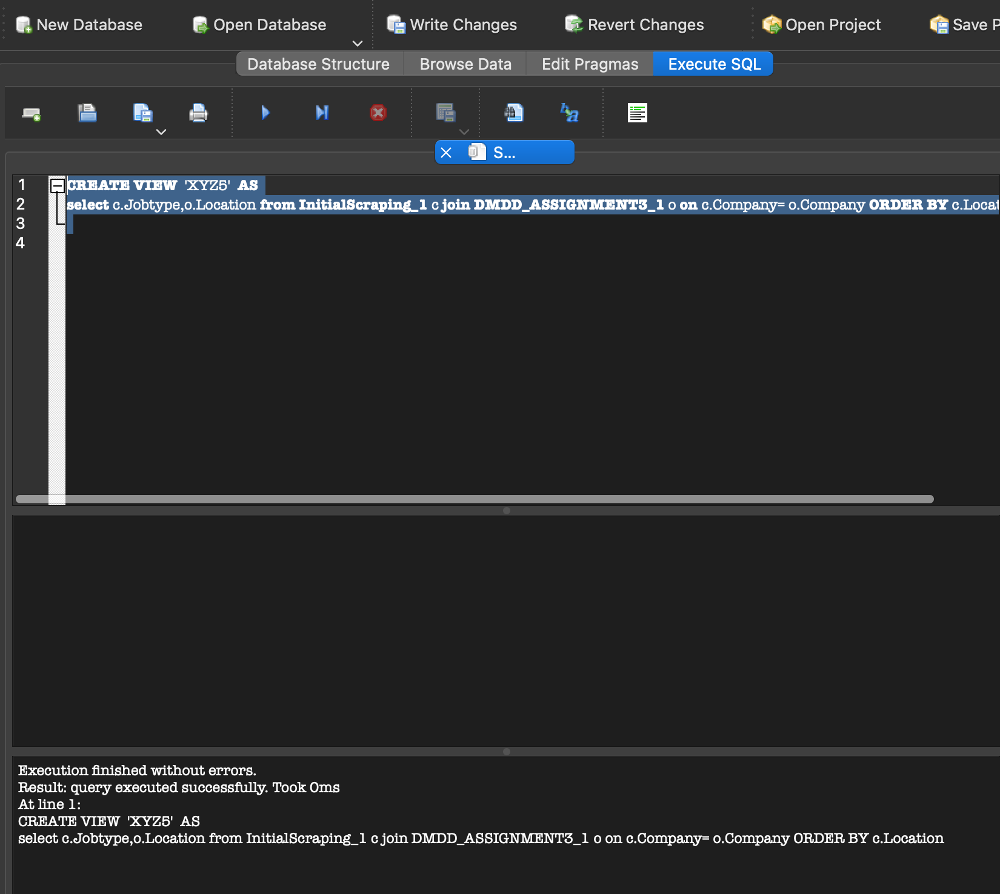 New Database Open Database Write Changes Revert Changes Open Project Save P
Database Structure Browse Data Edit Pragmas Execute SQL
S...
1 CREATE VIEW 'XYZ5' AS
2 select c.Jobtype,o.Location from InitialScraping_1 c join DMDD_ASSIGNMENT3_1 o on c.Company= o.Company ORDER BY c.Locat
3
4
Execution finished without errors.
Result: query executed successfully. Took 0ms
At line 1:
CREATE VIEW 'XYZ5' AS
select c.Jobtype,o.Location from InitialScraping_1 c join DMDD_ASSIGNMENT3_1 o on c.Company= o.Company ORDER BY c.Location